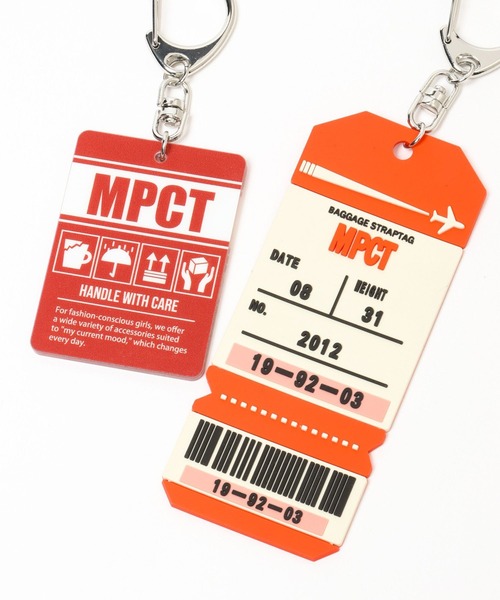 MPCT
HANDLE WITH CARE
For fashion-conscious girls, we offer
a wide variety of accessories suited
to "my current mood," which changes
every day.
BAGGAGE STRAPTAG
MPCT
DATE
08
WEIGHT
31
NO.
2012
19-92-03
19-92-03